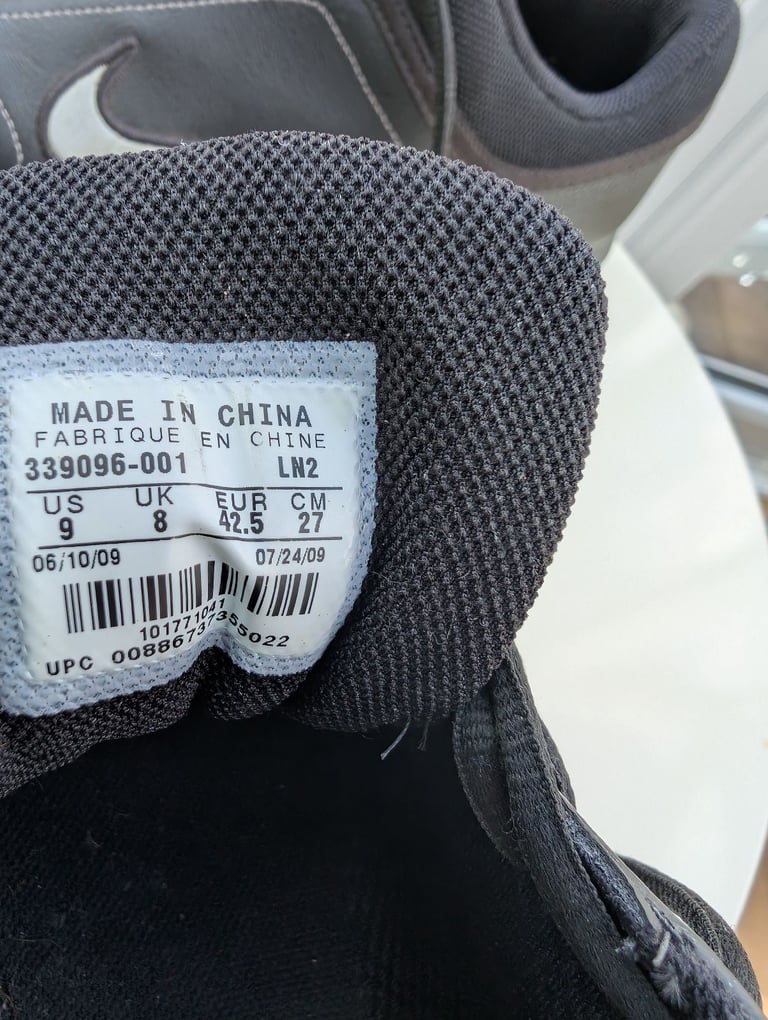 MADE IN CHINA
FABRIQUE EN CHINE
339096-001 LN2
US UK EUR CM
9 8 42.5 27
06/10/09 07/24/09
101771041
UPC 00886737355022